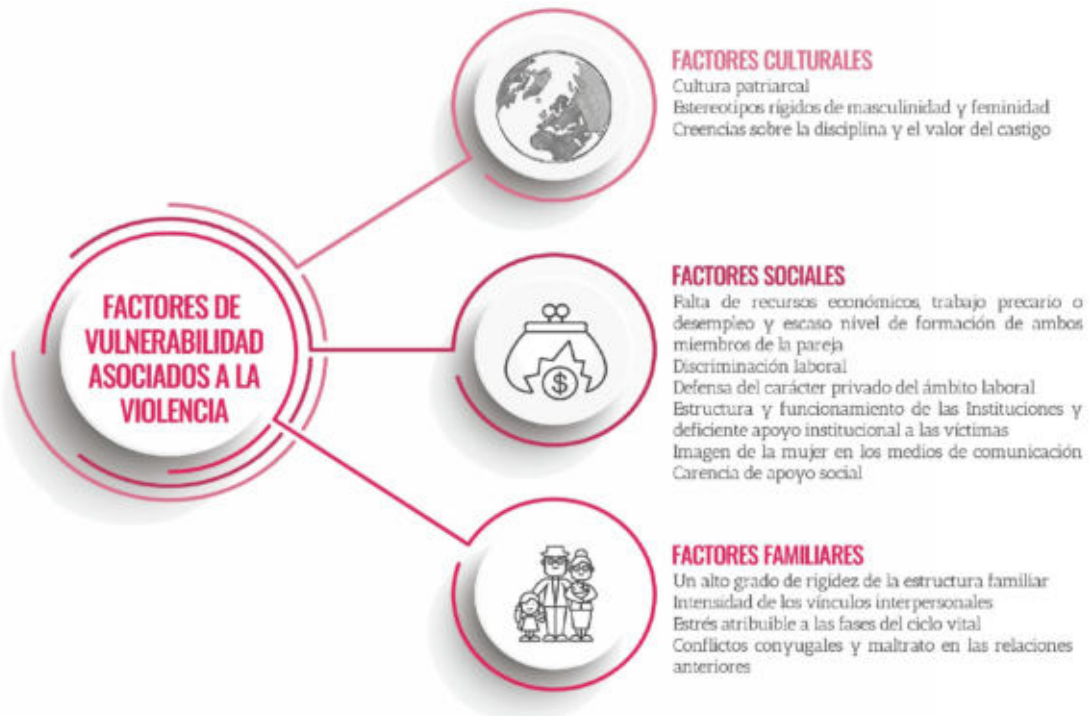 FACTORES DE
VULNERABILIDAD
ASOCIADOS A LA
VIOLENCIA
FACTORES CULTURALES
Cultura patriarcal
Estereotipos rígidos de masculinidad y feminidad
Creencias sobre la disciplina y el valor del castigo
FACTORES SOCIALES
Falta de recursos económicos, trabajo precario o
desempleo y escaso nivel de formación de ambos
miembros de la pareja
Discriminación laboral
Defensa del carácter privado del ámbito laboral
Estructura y funcionamiento de las Instituciones y
deficiente apoyo institucional a las víctimas
Imagen de la mujer en los medios de comunicación
Carencia de apoyo social
$
FACTORES FAMILIARES
Un alto grado de rigídez de la estructura familiar
Intensidad de los vínculos interpersonales
Estrés atribuible a las fases del ciclo vital
Conflictos conyugales y maltrato en las relaciones
anteriores